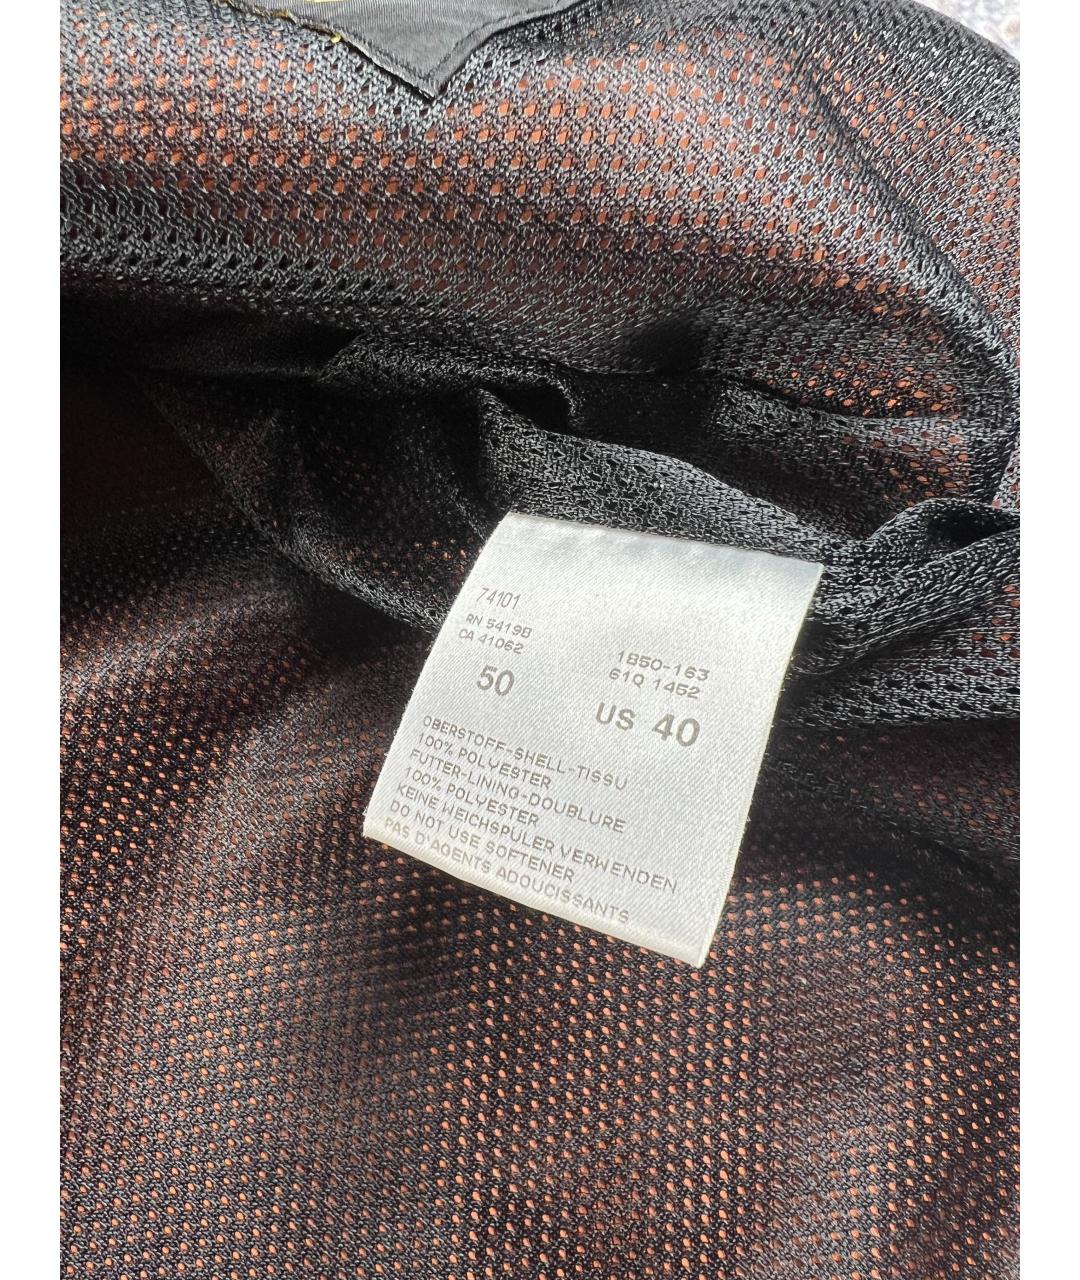 74101
RN 54198
CA 41062
1850-163
61Q 1452
50
US 40
OBERSTOFF-SHELL-TISSU
100% POLYESTER
FUTTER-LINING-DOUBLURE
100% POLYESTER
KEINE WEICHSPÜLER VERWENDEN
DO NOT USE SOFTENER
PAS D'AGENTS ADOUCISSANTS